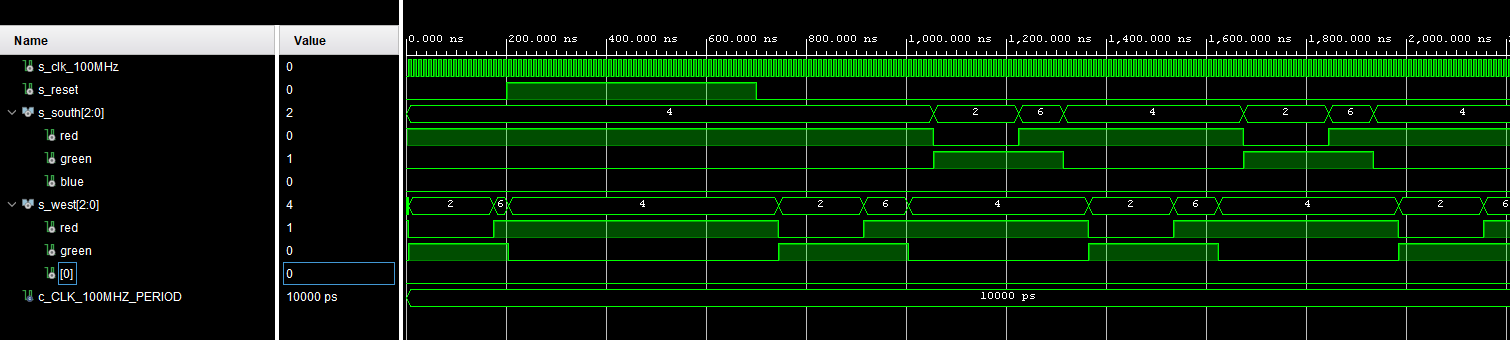 Name Value
0.000 ns 200.000 ns 400.000 ns 600.000 ns 800.000 ns 1,000.000 ns 1,200.000 ns 1,400.000 ns 1,600.000 ns 1,800.000 ns 2,000.000 ns
s_clk_100MHz 0
s_reset 0
s_south[2:0] 2 4 2 6 4 2 6 4
red 0
green 1
blue 0
s_west[2:0] 4 2 6 4 2 6 4 2 6 4 2 6
red 1
green 0
[0] 0
c_CLK_100MHZ_PERIOD 10000 ps 10000 ps